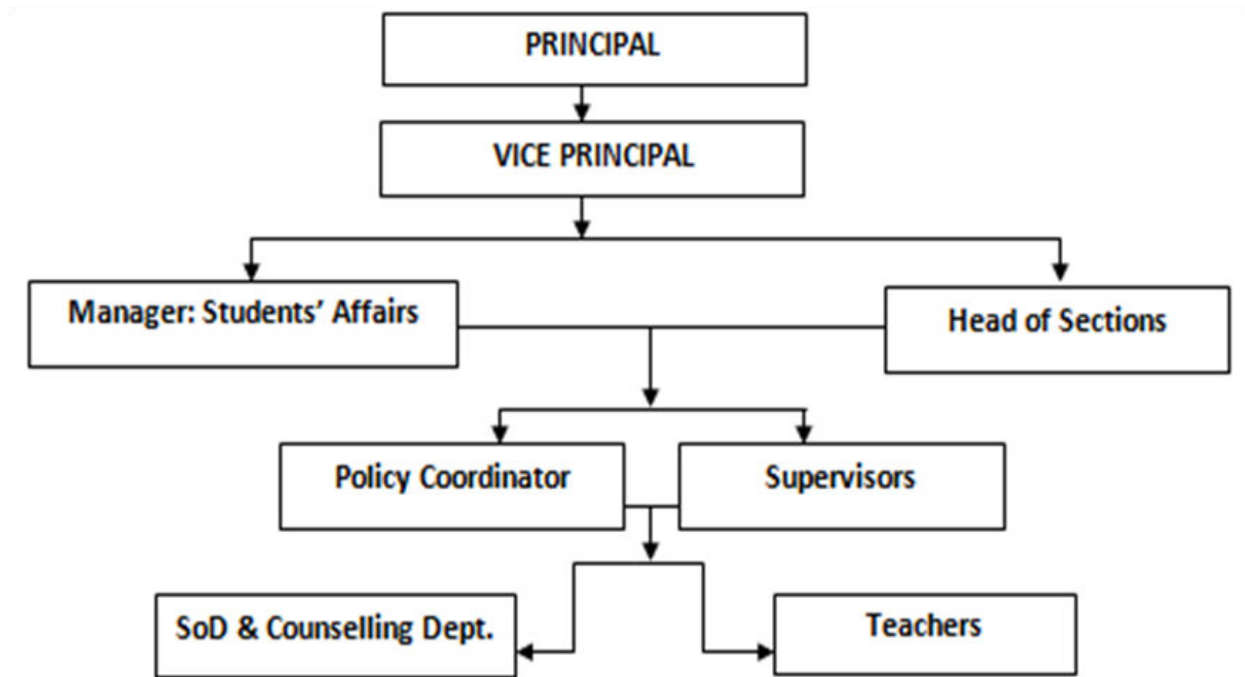 PRINCIPAL
VICE PRINCIPAL
Manager: Students’ Affairs
Head of Sections
Policy Coordinator
Supervisors
SoD & Counselling Dept.
Teachers